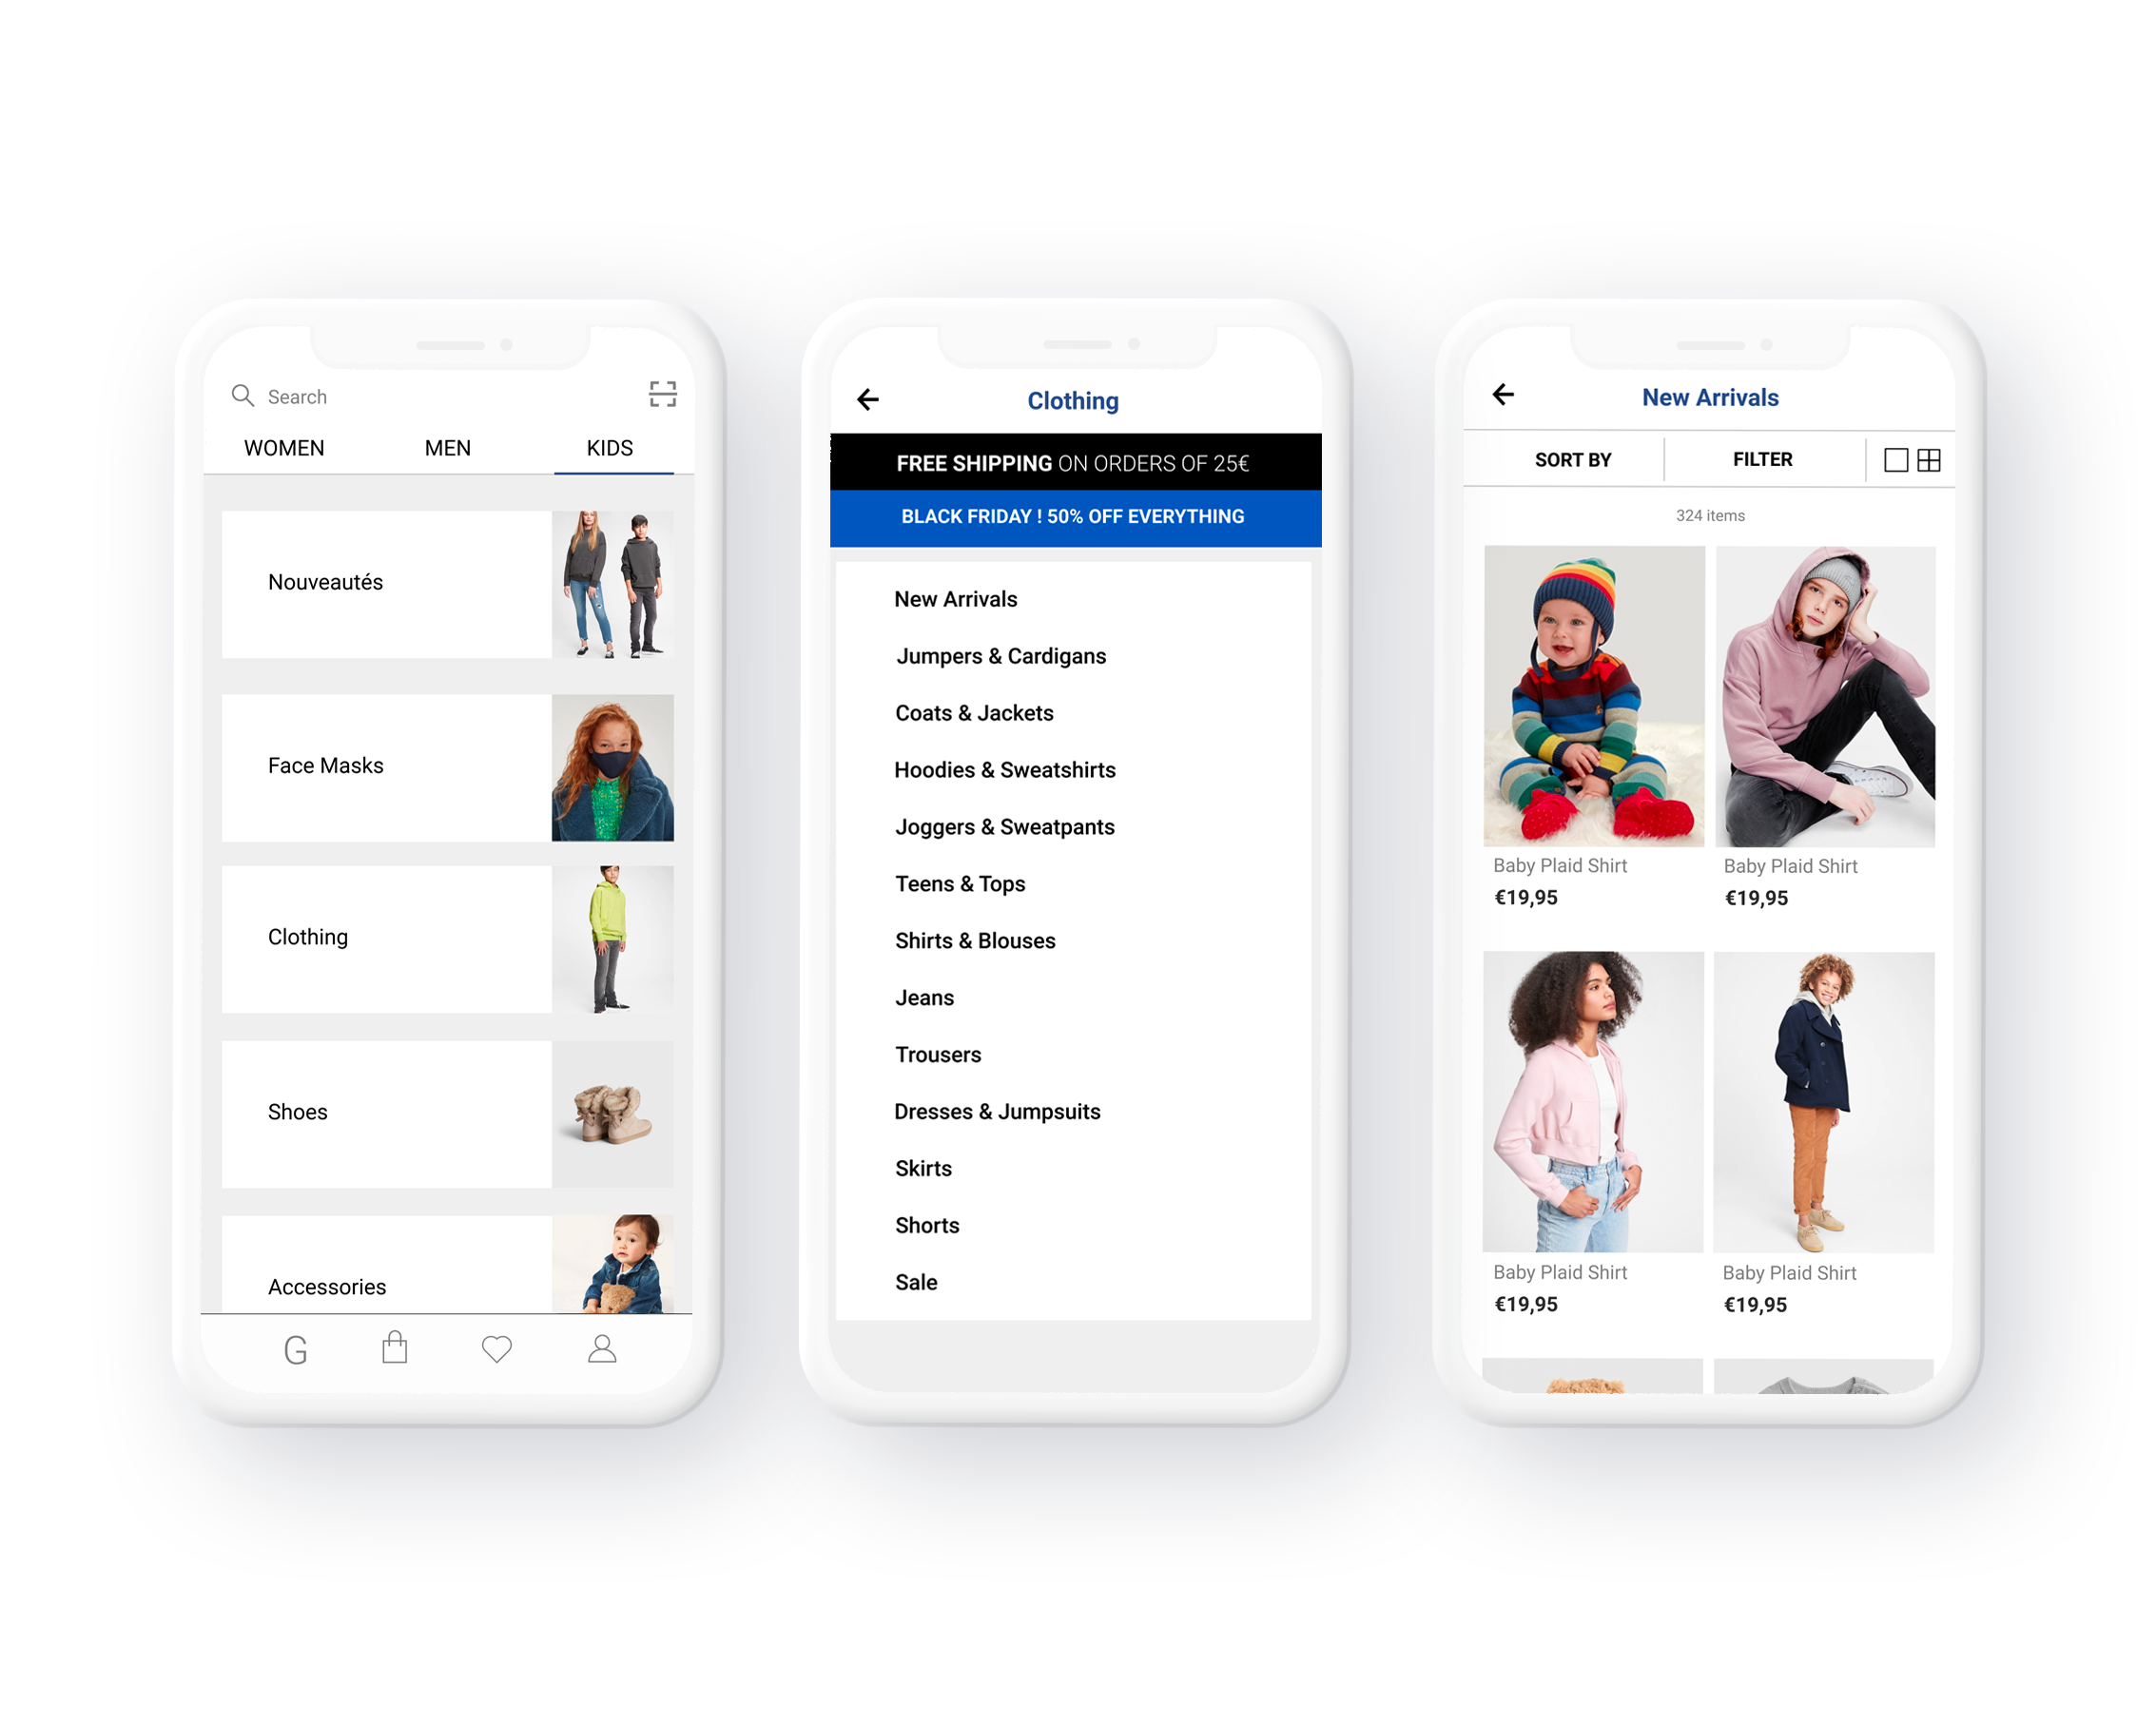 Search
WOMEN MEN KIDS
Nouveautés
Face Masks
Clothing
Shoes
Accessories
G
Clothing
FREE SHIPPING ON ORDERS OF 25€
BLACK FRIDAY ! 50% OFF EVERYTHING
New Arrivals
Jumpers & Cardigans
Coats & Jackets
Hoodies & Sweatshirts
Joggers & Sweatpants
Teens & Tops
Shirts & Blouses
Jeans
Trousers
Dresses & Jumpsuits
Skirts
Shorts
Sale
New Arrivals
SORT BY FILTER
324 items
Baby Plaid Shirt Baby Plaid Shirt
€19,95 €19,95
Baby Plaid Shirt Baby Plaid Shirt
€19,95 €19,95